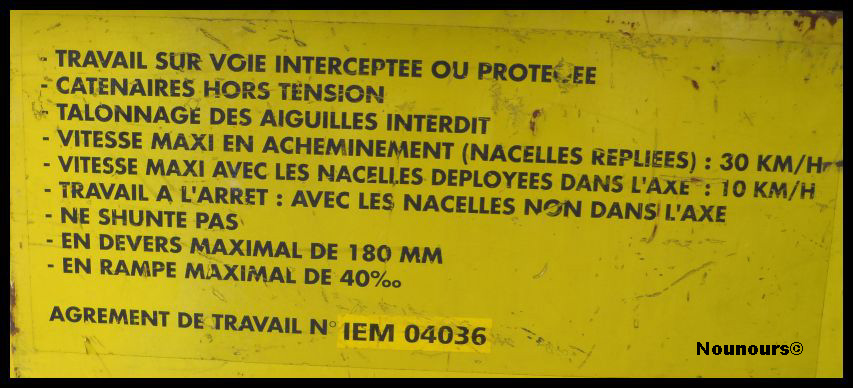 - TRAVAIL SUR VOIE INTERCEPTEE OU PROTEGEE
- CATENAIRES HORS TENSION
- TALONNAGE DES AIGUILLES INTERDIT
- VITESSE MAXI EN ACHEMINEMENT (NACELLES REPLIEES) : 30 KM/H
- VITESSE MAXI AVEC LES NACELLES DEPLOYEES DANS L'AXE : 10 KM/H
- TRAVAIL A L'ARRET : AVEC LES NACELLES NON DANS L'AXE
- NE SHUNTE PAS
- EN DEVERS MAXIMAL DE 180 MM
- EN RAMPE MAXIMAL DE 40‰
AGREMENT DE TRAVAIL N° IEM 04036
Nounours©